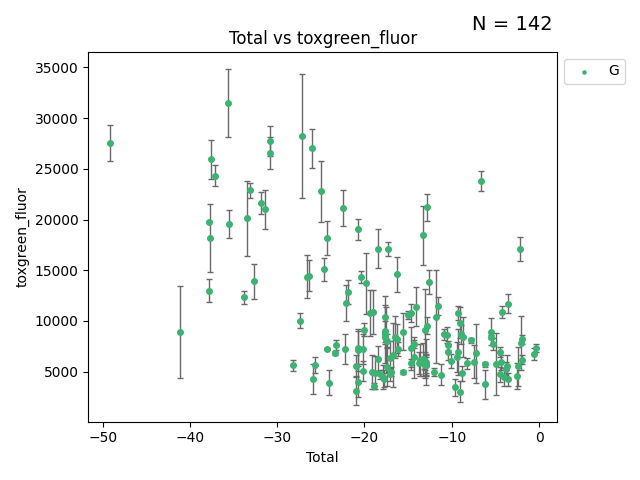 N = 142
Total vs toxgreen_fluor
G
toxgreen_fluor
35000
30000
25000
20000
15000
10000
5000
−50 −40 −30 −20 −10 0
Total